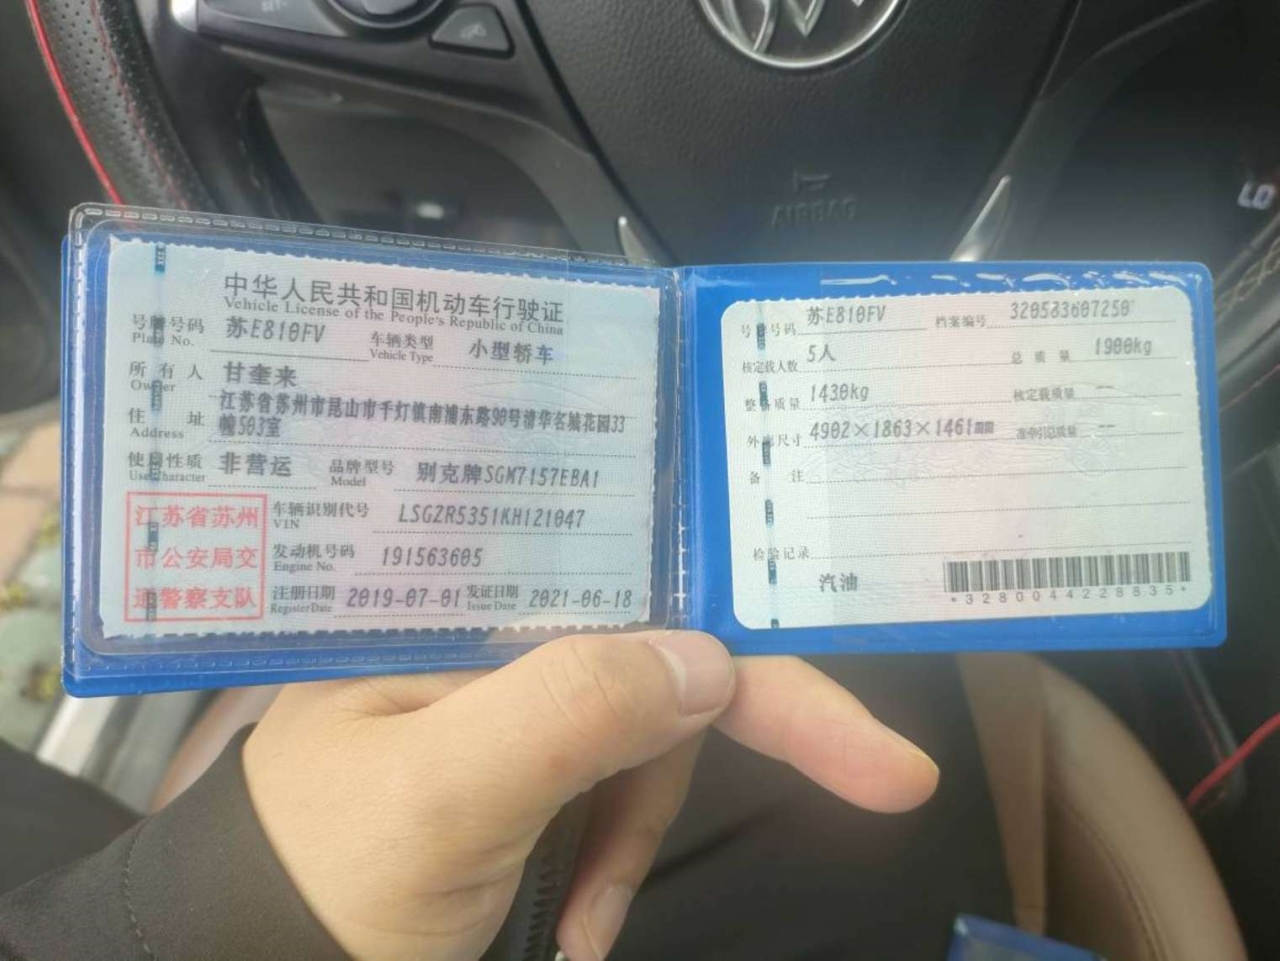 中华人民共和国机动车行驶证
Vehicle License of the People's Republic of China
号牌号码 苏E810FV 车辆类型 小型轿车
Plate No. Vehicle Type
所有人 甘奎来
Owner
住址 江苏省苏州市昆山市千灯镇南浦东路98号清华名城花园33
Address 幢503室
使用性质 非营运 品牌型号 别克牌SGM7157EBA1
Use Character Model
江苏省苏州
市公安局交
通警察支队
车辆识别代号 LSGZR5351KH121047
VIN
发动机号码 191563605
Engine No.
注册日期 2019-07-01 发证日期 2021-06-18
Register Date Issue Date
号牌号码 苏E810FV 档案编号 320583607250
核定载人数 5人 总质量 1900kg
整备质量 1430kg 核定载质量 --
外廓尺寸 4902×1863×1461mm 准牵引总质量 --
备注
检验记录
汽油
*3280044228835*
AIRBAG
LO